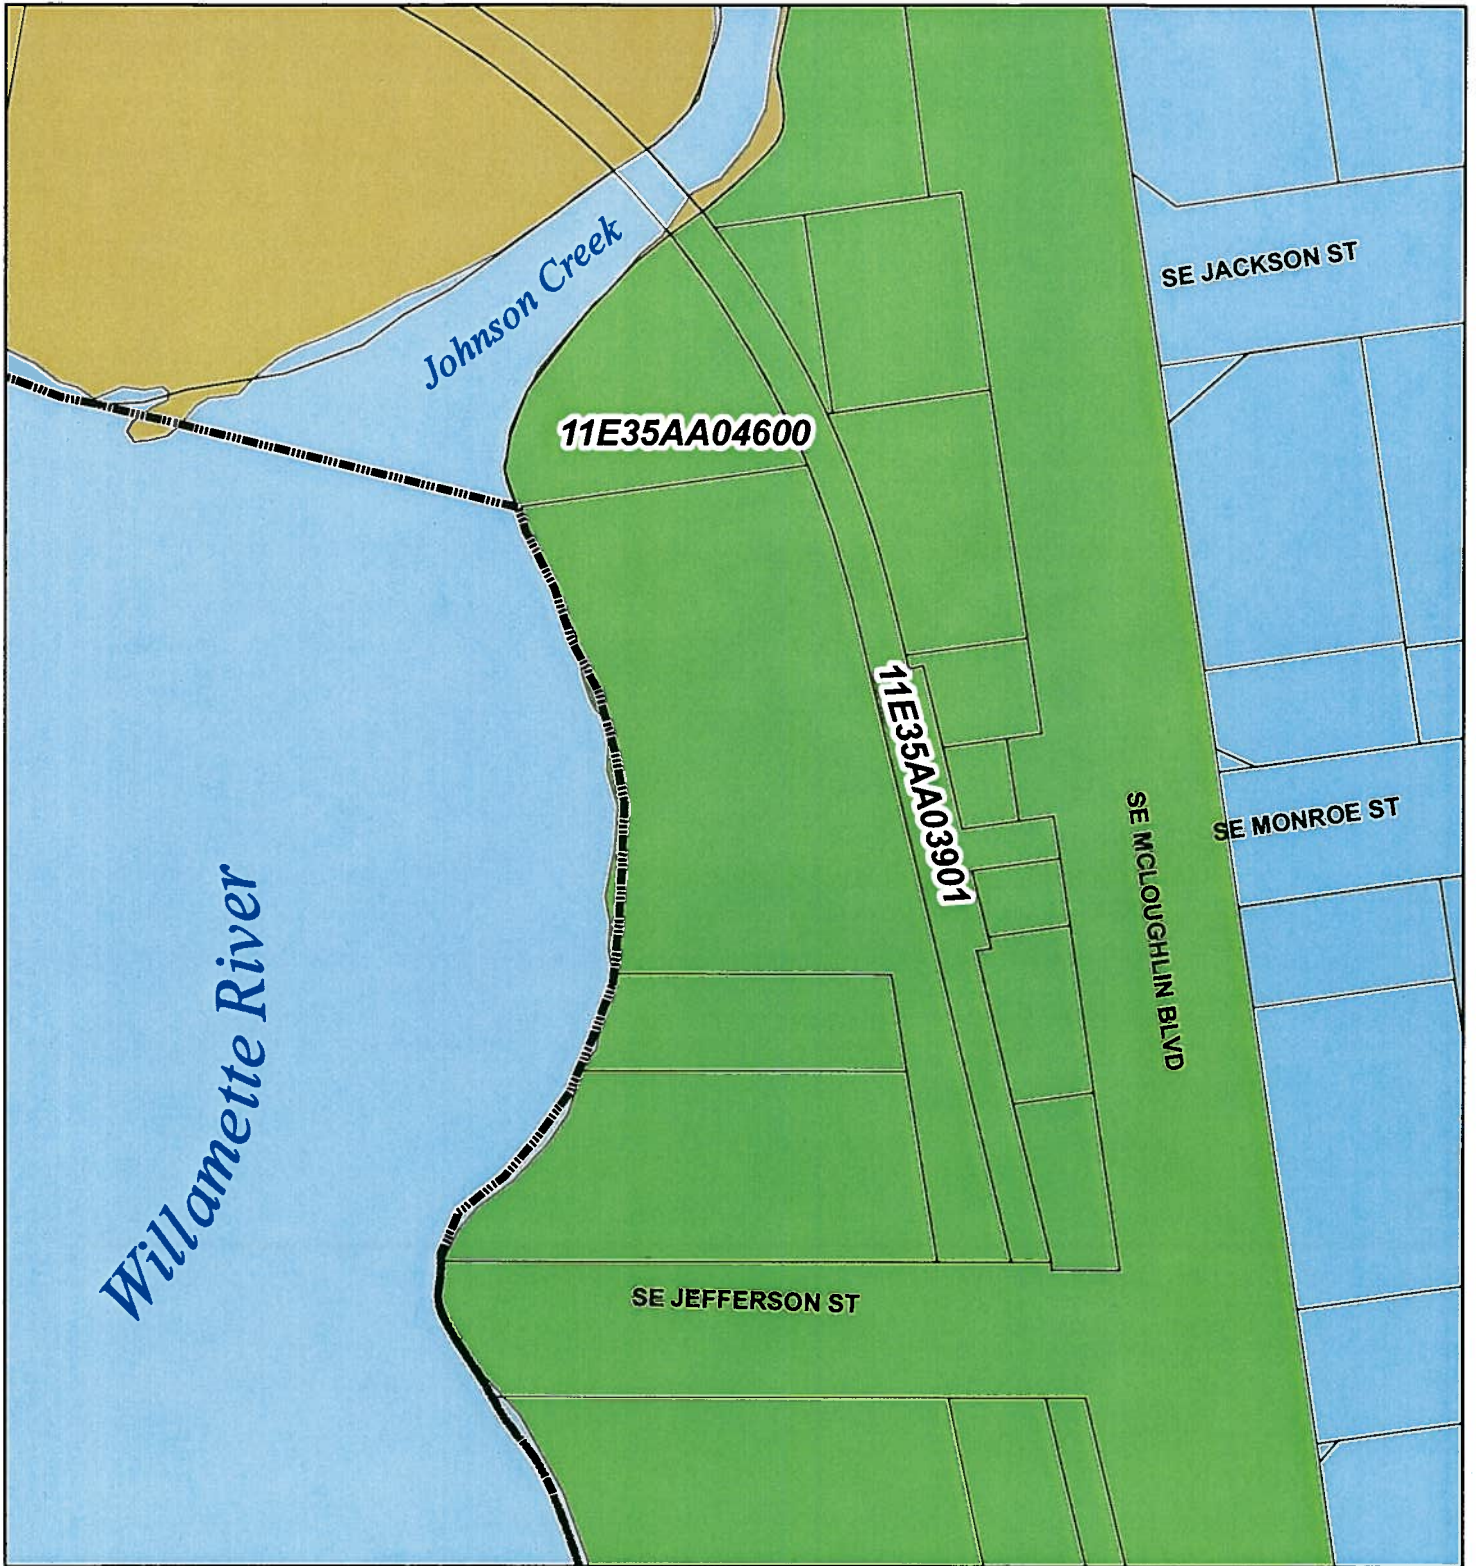 SE JACKSON ST
Johnson Creek
11E35AA04600
11E35AA03901
SE MCLOUGHLIN BLVD
SE MONROE ST
Willamette River
SE JEFFERSON ST